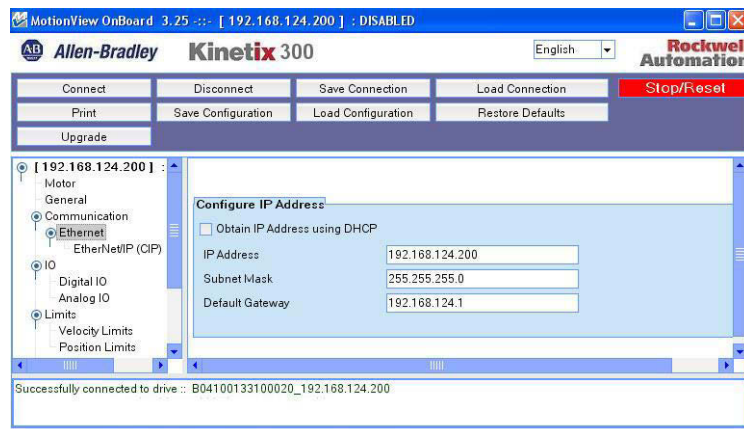 MotionView OnBoard 3.25 -::- [ 192.168.124.200 ] : DISABLED
AB Allen-Bradley Kinetix 300 English Rockwel
Automation
Connect Disconnect Save Connection Load Connection Stop/Reset
Print Save Configuration Load Configuration Restore Defaults
Upgrade
[ 192.168.124.200 ] :
Motor
General
Communication
Ethernet
EtherNet/IP (CIP)
IO
Digital IO
Analog IO
Limits
Velocity Limits
Position Limits
Configure IP Address
Obtain IP Address using DHCP
IP Address 192.168.124.200
Subnet Mask 255.255.255.0
Default Gateway 192.168.124.1
Successfully connected to drive :: B04100133100020_192.168.124.200